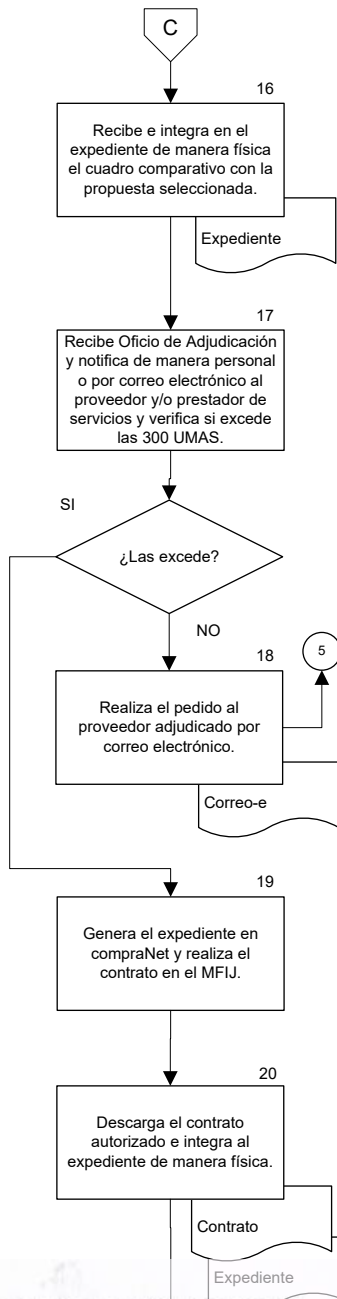 C
16
Recibe e integra en el
expediente de manera física
el cuadro comparativo con la
propuesta seleccionada.
Expediente
17
Recibe Oficio de Adjudicación
y notifica de manera personal
o por correo electrónico al
proveedor y/o prestador de
servicios y verifica si excede
las 300 UMAS.
SI
¿Las excede?
NO
18
5
Realiza el pedido al
proveedor adjudicado por
correo electrónico.
Correo-e
19
Genera el expediente en
compraNet y realiza el
contrato en el MFIJ.
20
Descarga el contrato
autorizado e integra al
expediente de manera física.
Contrato
Expediente